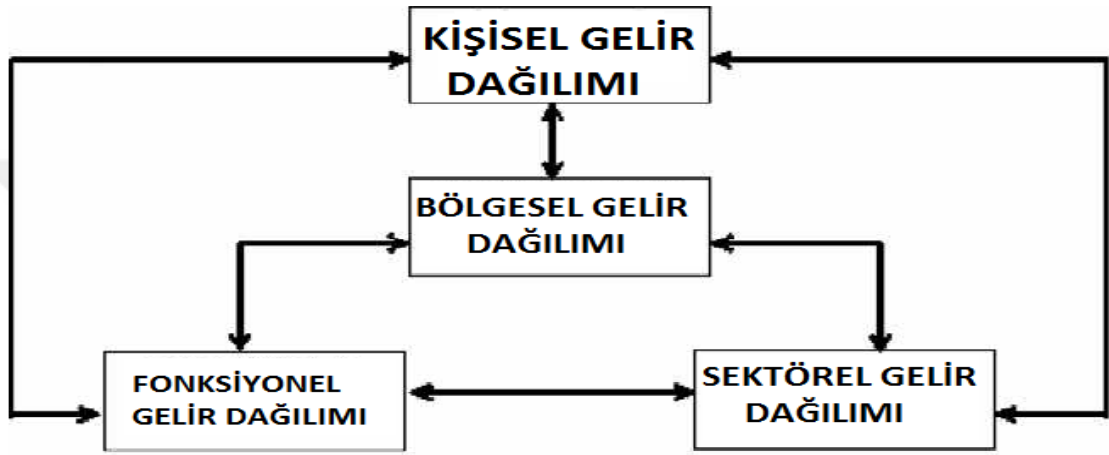 KİŞİSEL GELİR
DAĞILIMI
BÖLGESEL GELİR
DAĞILIMI
FONKSİYONEL
GELİR DAĞILIMI
SEKTÖREL GELİR
DAĞILIMI